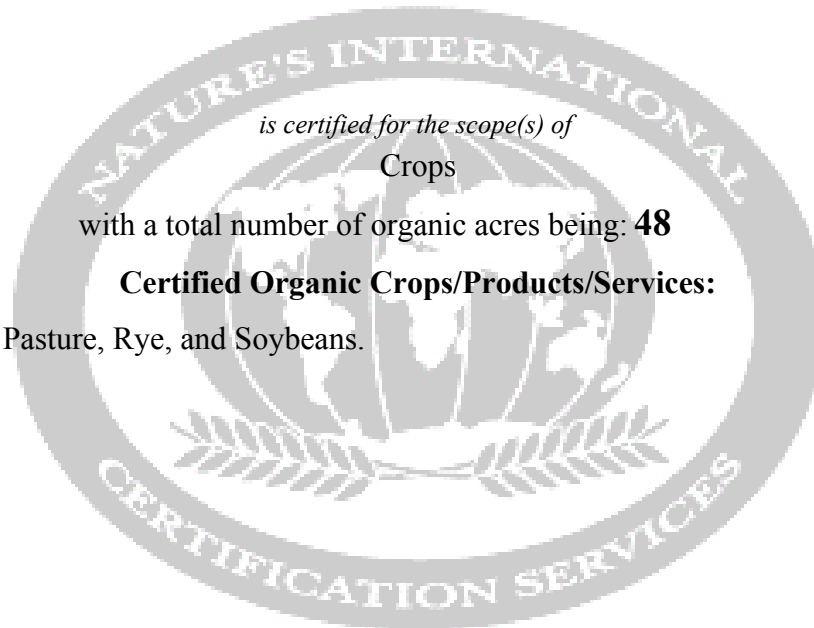 NATURE'S INTERNATIONAL
is certified for the scope(s) of
Crops
with a total number of organic acres being: 48
Certified Organic Crops/Products/Services:
Pasture, Rye, and Soybeans.
CERTIFICATION SERVICES